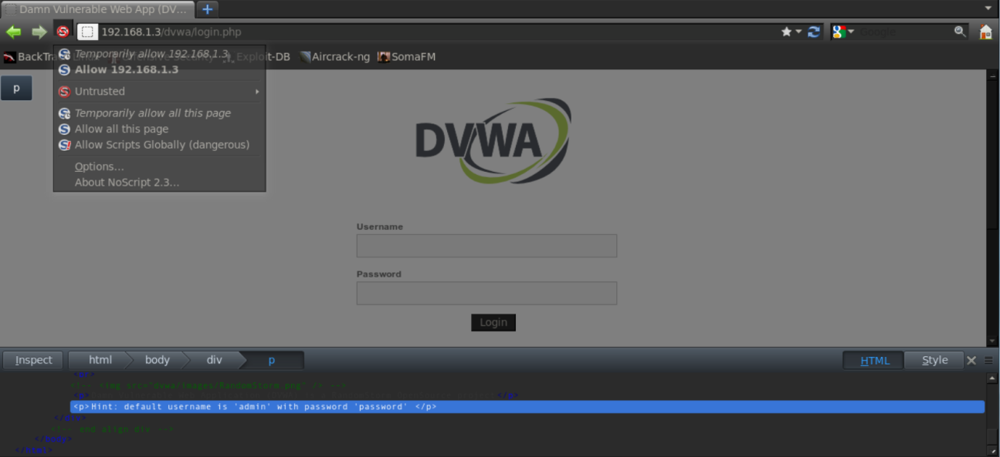 Damn Vulnerable Web App (DV...
192.168.1.3/dvwa/login.php
Google
BackTra
Exploit-DB
Aircrack-ng
SomaFM
Temporarily allow 192.168.1.3
Allow 192.168.1.3
Untrusted
Temporarily allow all this page
Allow all this page
Allow Scripts Globally (dangerous)
Options...
About NoScript 2.3...
p
DVWA
Username
Password
Login
Inspect html body div p HTML Style
<br>
<!-- <img src="dvwa/images/RandomStorm.png" /> -->
<p> </p>
<p>Hint: default username is 'admin' with password 'password' </p>
</div>
<!-- end align div -->
</body>
</html>